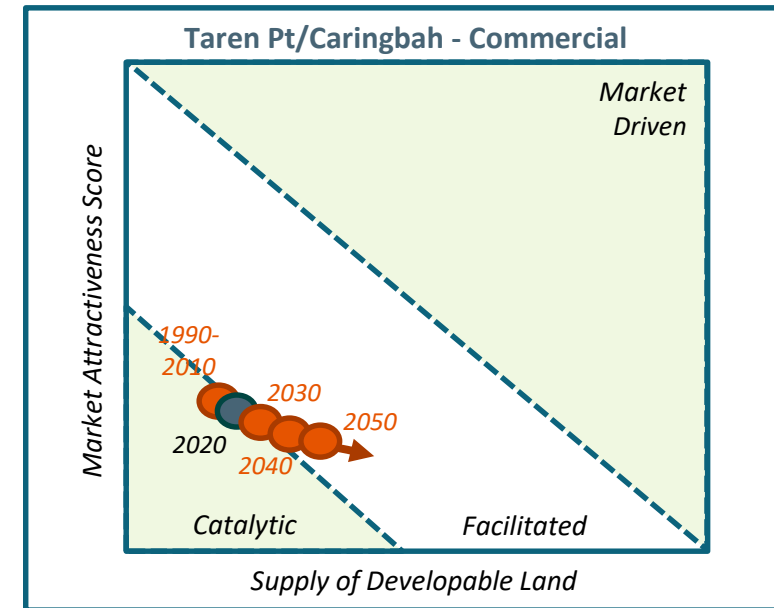 Taren Pt/Caringbah - Commercial
Market
Driven
Market Attractiveness Score
1990-
2010
2030
2050
2020
2040
Catalytic
Facilitated
Supply of Developable Land